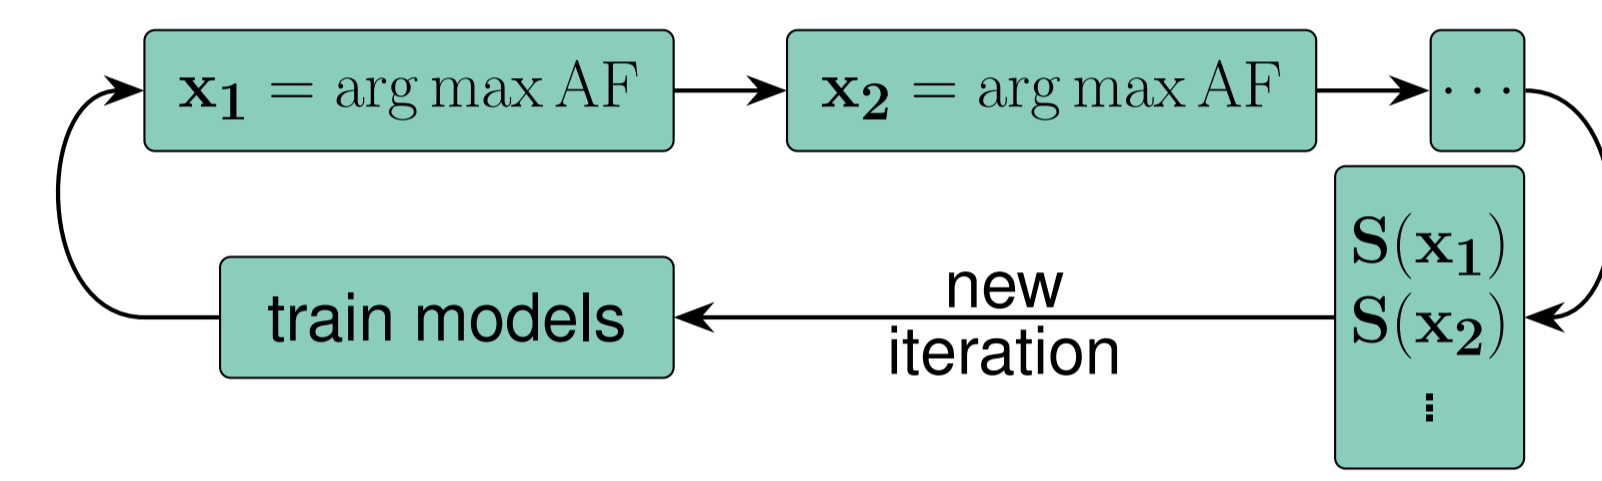 x₁ = arg max AF
x₂ = arg max AF
···
S(x₁)
S(x₂)
⋮
new
iteration
train models